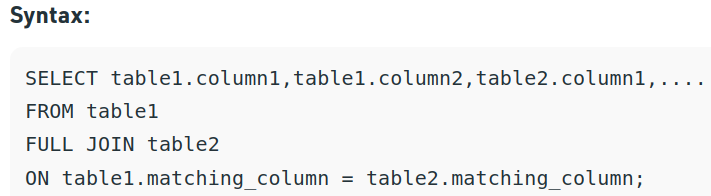 Syntax:
SELECT table1.column1,table1.column2,table2.column1,....
FROM table1
FULL JOIN table2
ON table1.matching_column = table2.matching_column;